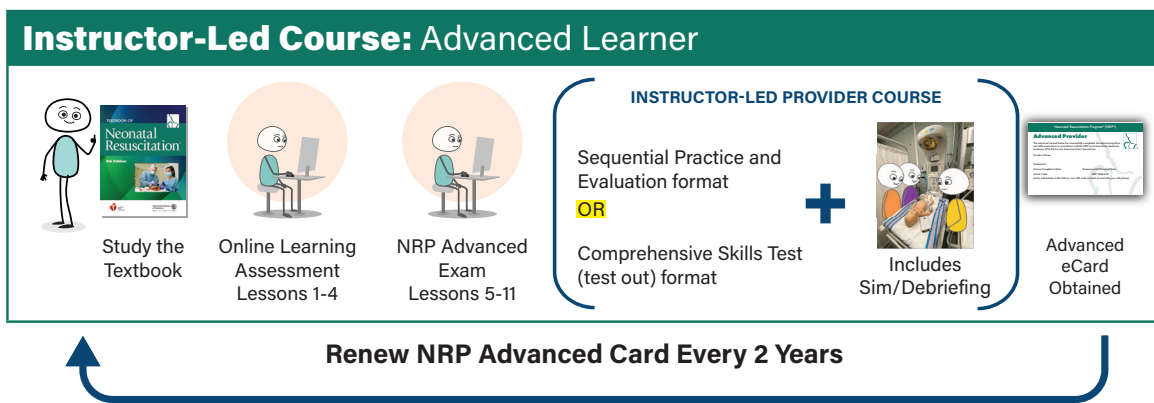 Instructor-Led Course: Advanced Learner
TEXTBOOK OF
Neonatal
Resuscitation
8th Edition
Study the
Textbook
Online Learning
Assessment
Lessons 1-4
NRP Advanced
Exam
Lessons 5-11
INSTRUCTOR-LED PROVIDER COURSE
Sequential Practice and
Evaluation format
OR
Comprehensive Skills Test
(test out) format
+
Includes
Sim/Debriefing
Advanced Provider
Advanced
eCard
Obtained
Renew NRP Advanced Card Every 2 Years